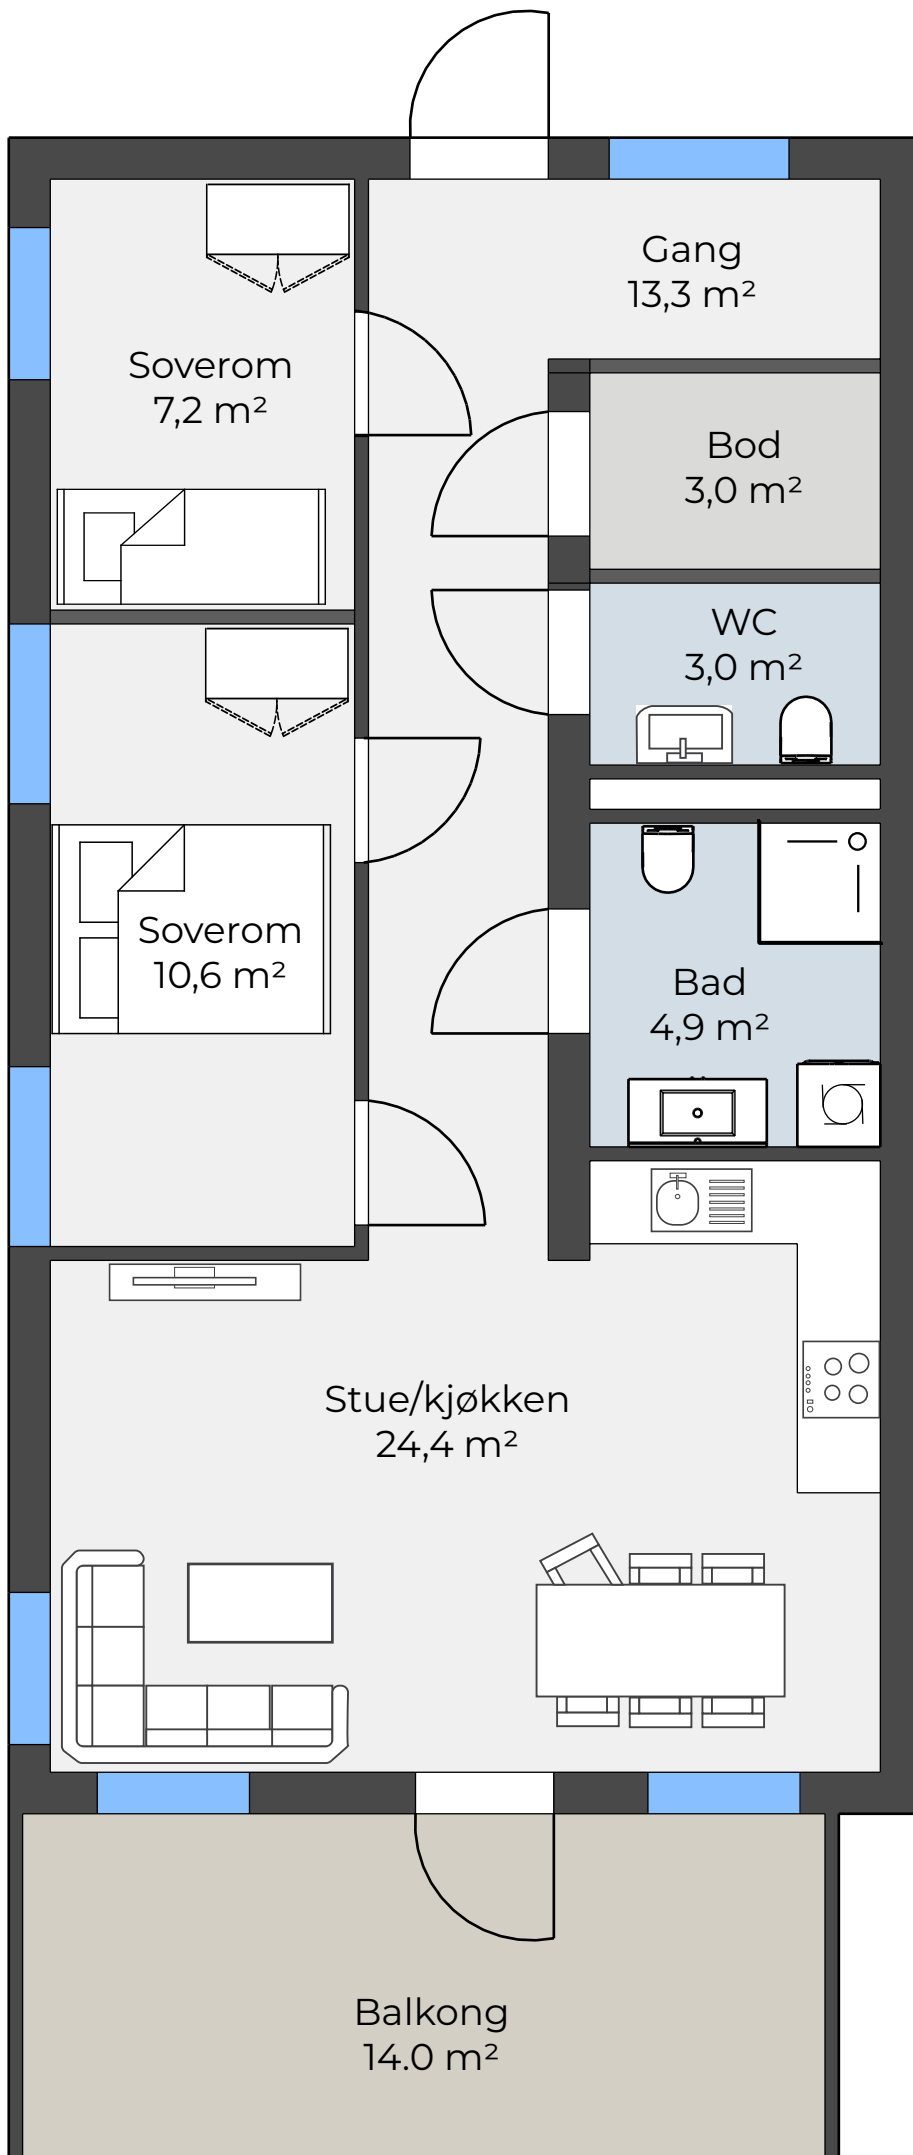 Gang
13,3 m²
Soverom
7,2 m²
Bod
3,0 m²
WC
3,0 m²
Soverom
10,6 m²
Bad
4,9 m²
Stue/kjøkken
24,4 m²
Balkong
14.0 m²